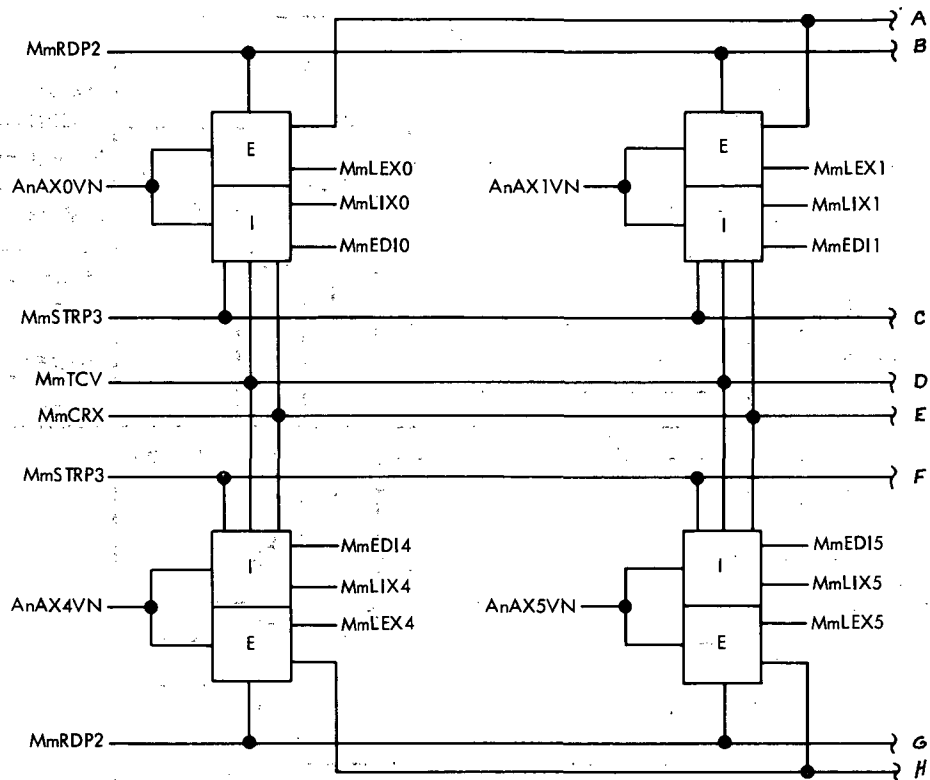 A
MmRDP2 B
E E
MmLEX0 MmLEX1
AnAX0VN AnAX1VN
MmLIX0 MmLIX1
I I
MmEDI0 MmEDI1
MmSTRP3 C
MmTCV D
MmCRX E
MmSTRP3 F
MmEDI4 MmEDI5
I I
MmLIX4 MmLIX5
AnAX4VN AnAX5VN
MmLEX4 MmLEX5
E E
MmRDP2 G
H